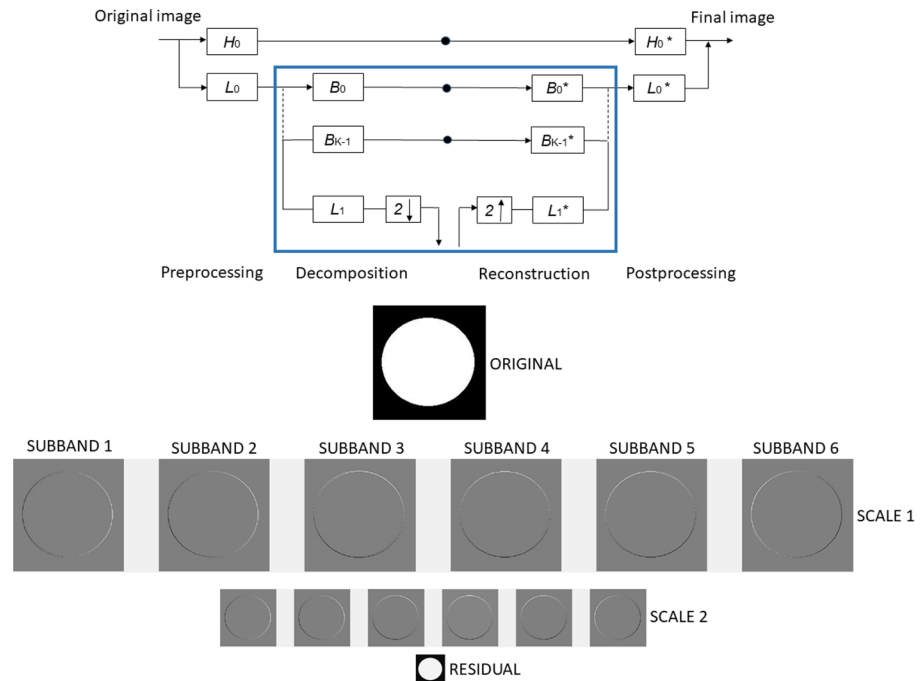 Original image Final image
H0 H0*
L0 B0 B0* L0*
BK-1 BK-1*
L1 2↓ 2↑ L1*
Preprocessing Decomposition Reconstruction Postprocessing
ORIGINAL
SUBBAND 1 SUBBAND 2 SUBBAND 3 SUBBAND 4 SUBBAND 5 SUBBAND 6
SCALE 1
SCALE 2
RESIDUAL